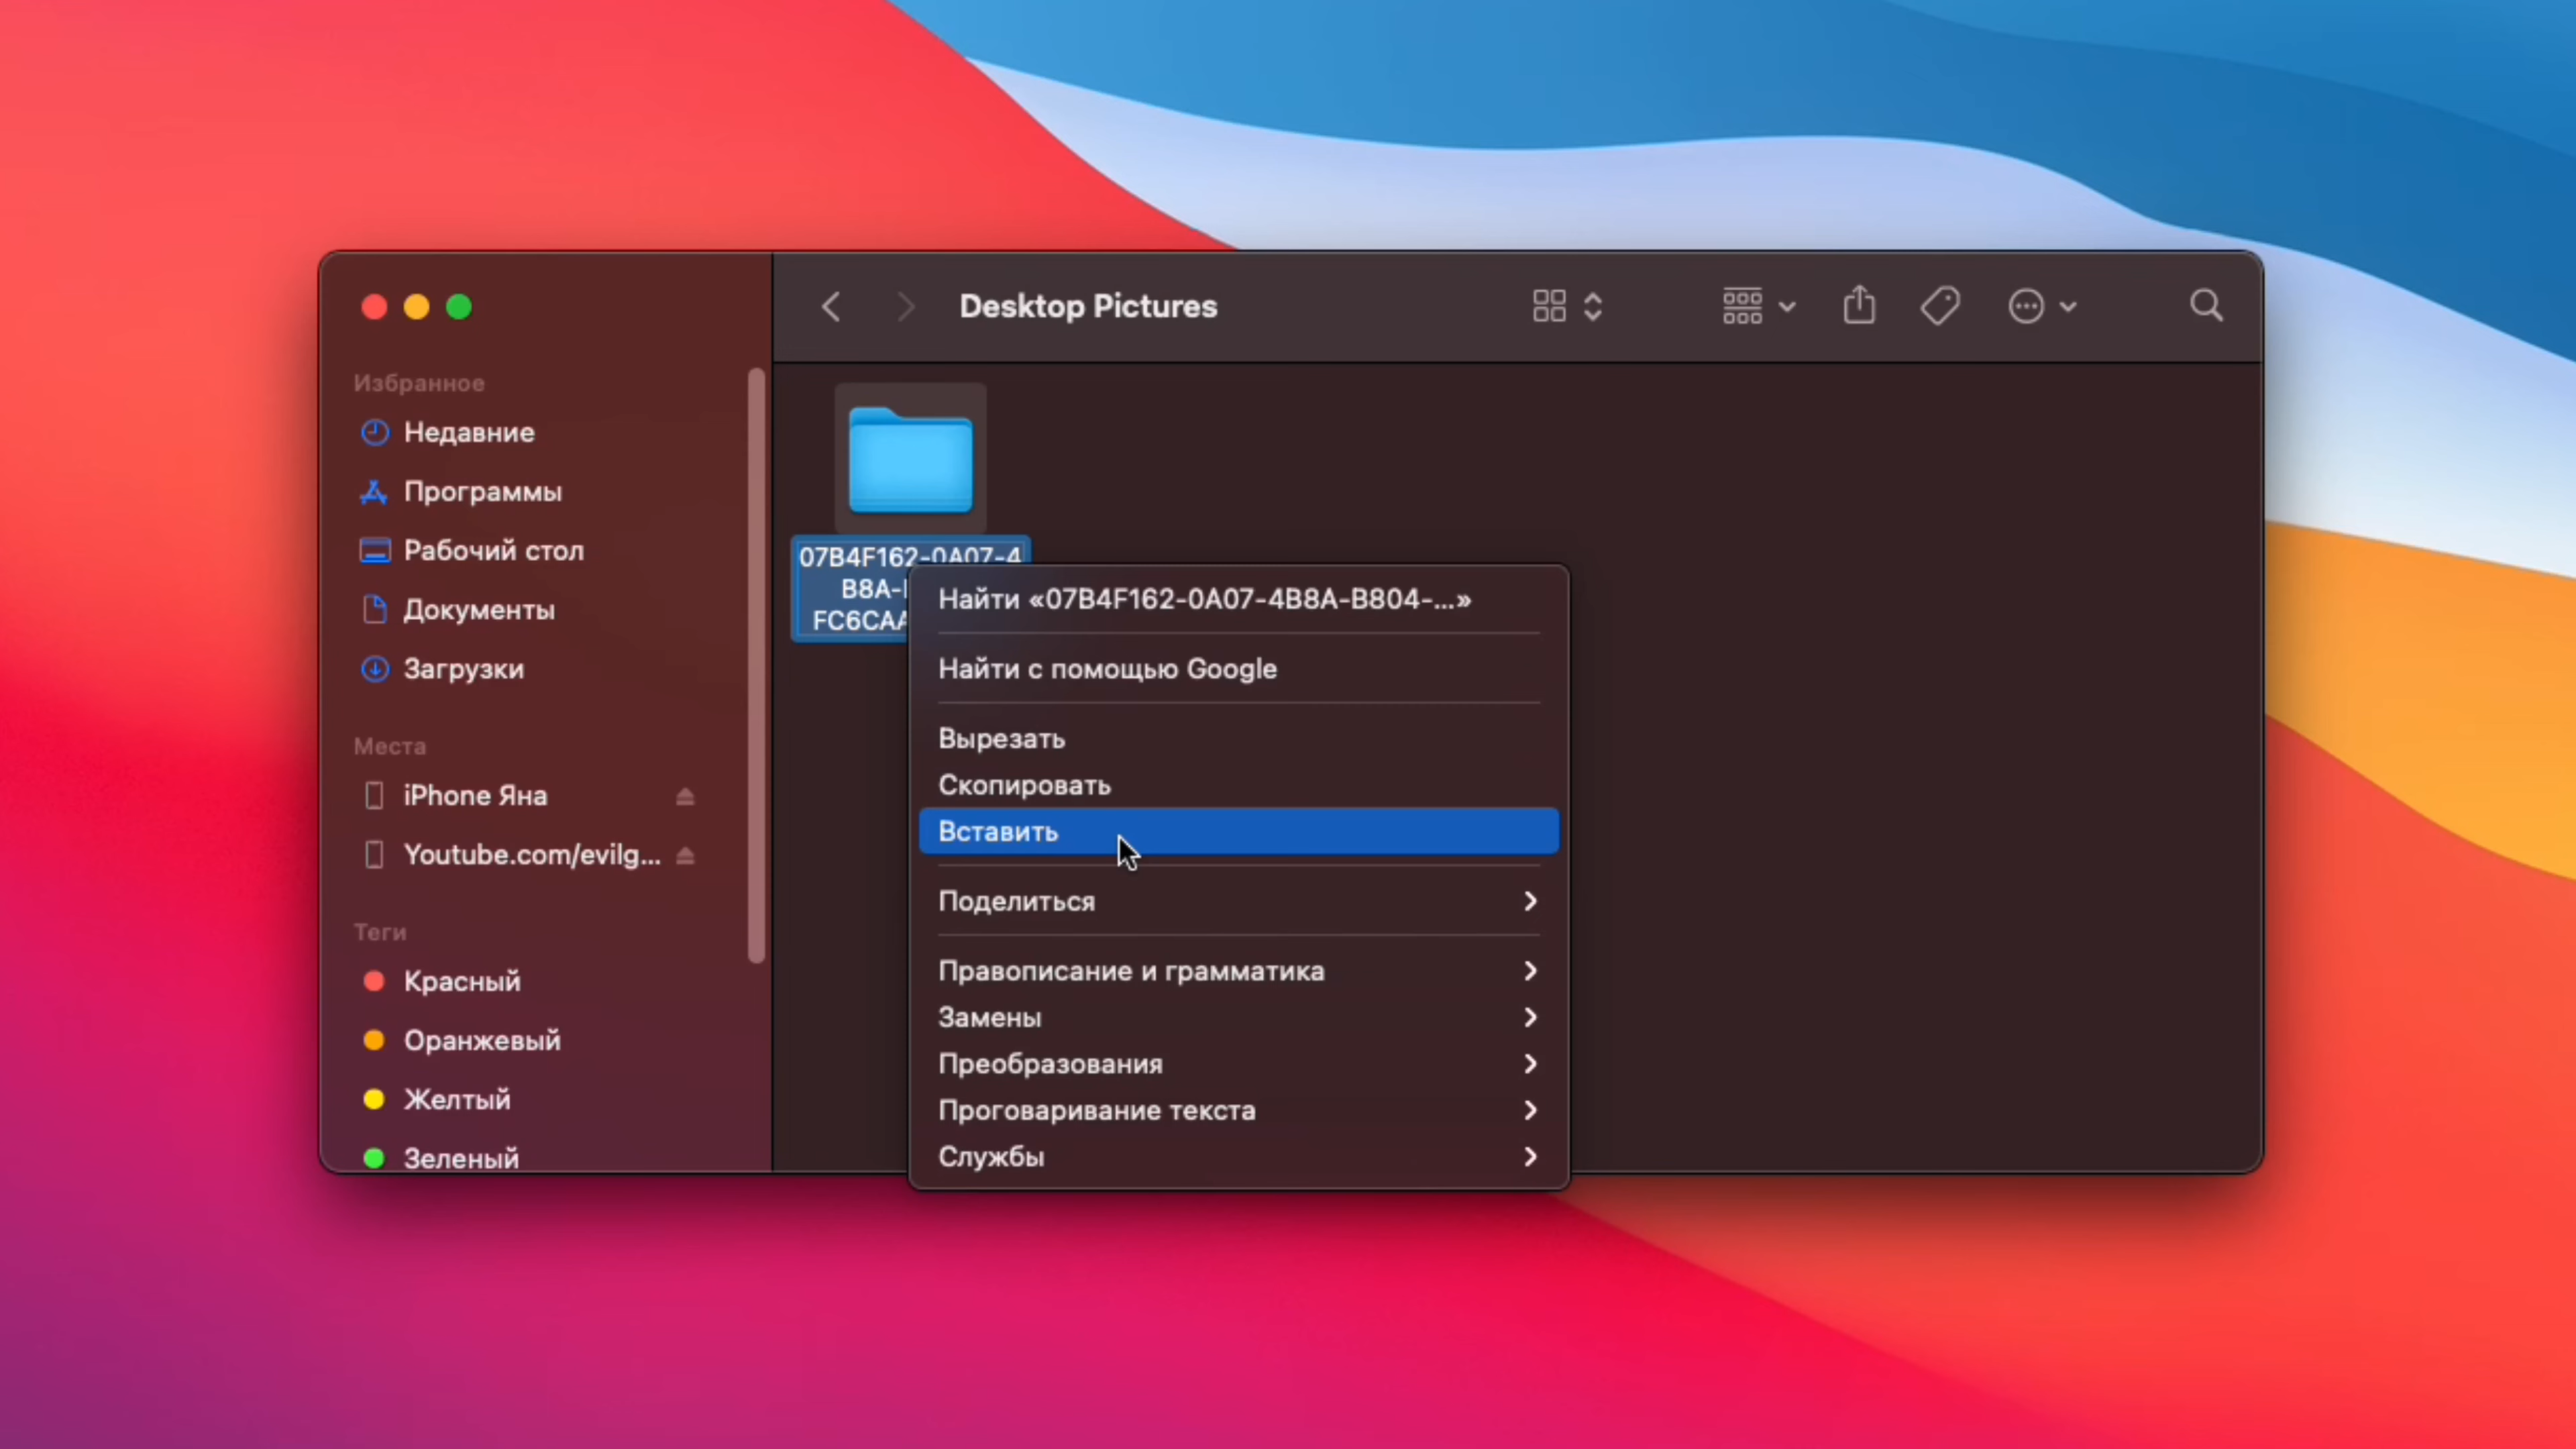 Desktop Pictures
Избранное
Недавние
Программы
Рабочий стол
Документы
Загрузки
Места
iPhone Яна
Youtube.com/evilg...
Теги
Красный
Оранжевый
Желтый
Зеленый
07B4F162-0A07-4
B8A-
FC6CAA
Найти «07B4F162-0A07-4B8A-B804-...»
Найти с помощью Google
Вырезать
Скопировать
Вставить
Поделиться
Правописание и грамматика
Замены
Преобразования
Проговаривание текста
Службы